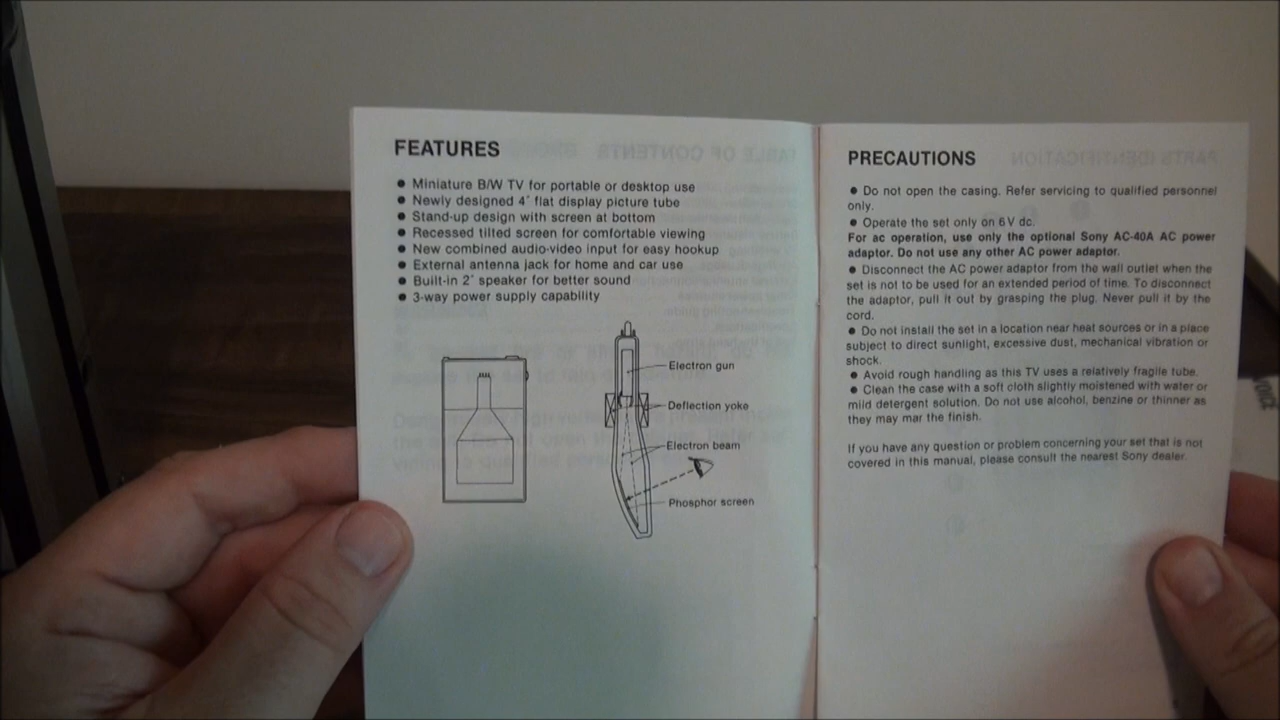 FEATURES
● Miniature B/W TV for portable or desktop use
● Newly designed 4" flat display picture tube
● Stand-up design with screen at bottom
● Recessed tilted screen for comfortable viewing
● New combined audio-video input for easy hookup
● External antenna jack for home and car use
● Built-in 2" speaker for better sound
● 3-way power supply capability
Electron gun
Deflection yoke
Electron beam
Phosphor screen
PRECAUTIONS
● Do not open the casing. Refer servicing to qualified personnel
only.
● Operate the set only on 6 V dc.
For ac operation, use only the optional Sony AC-40A AC power
adaptor. Do not use any other AC power adaptor.
● Disconnect the AC power adaptor from the wall outlet when the
set is not to be used for an extended period of time. To disconnect
the adaptor, pull it out by grasping the plug. Never pull it by the
cord.
● Do not install the set in a location near heat sources or in a place
subject to direct sunlight, excessive dust, mechanical vibration or
shock.
● Avoid rough handling as this TV uses a relatively fragile tube.
● Clean the case with a soft cloth slightly moistened with water or
mild detergent solution. Do not use alcohol, benzine or thinner as
they may mar the finish.
If you have any question or problem concerning your set that is not
covered in this manual, please consult the nearest Sony dealer.